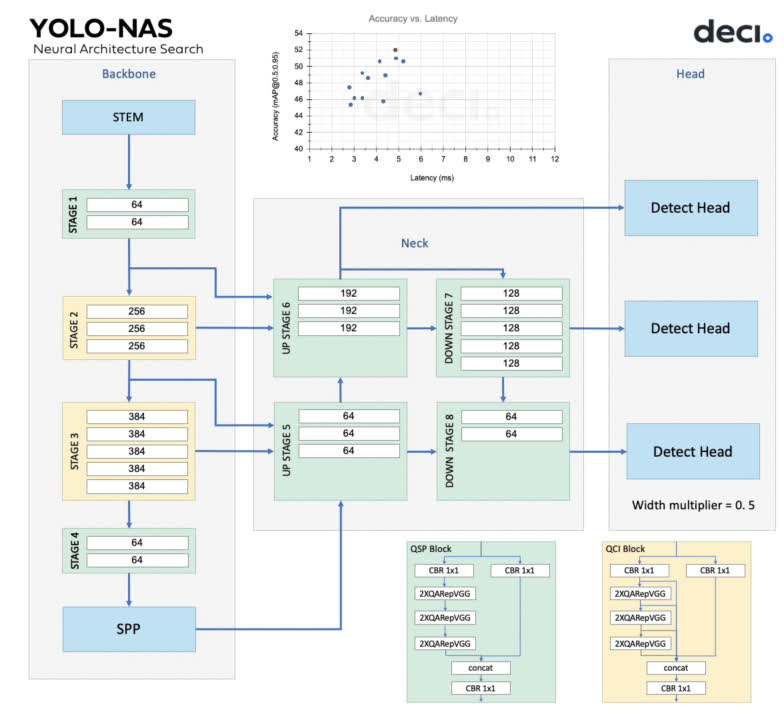 YOLO-NAS
Neural Architecture Search
deci.
Accuracy vs. Latency
Accuracy (mAP@0.5:0.95)
54
52
50
48
46
44
42
40
1 2 3 4 5 6 7 8 9 10 11 12
Latency (ms)
deci.
Backbone
STEM
STAGE 1
64
64
STAGE 2
256
256
256
STAGE 3
384
384
384
384
384
STAGE 4
64
64
SPP
Neck
UP STAGE 6
192
192
192
DOWN STAGE 7
128
128
128
128
128
UP STAGE 5
64
64
64
DOWN STAGE 8
64
64
Head
Detect Head
Detect Head
Detect Head
Width multiplier = 0. 5
QSP Block
CBR 1x1
CBR 1x1
2XQARepVGG
2XQARepVGG
2XQARepVGG
concat
CBR 1x1
QCI Block
CBR 1x1
CBR 1x1
2XQARepVGG
2XQARepVGG
2XQARepVGG
concat
CBR 1x1